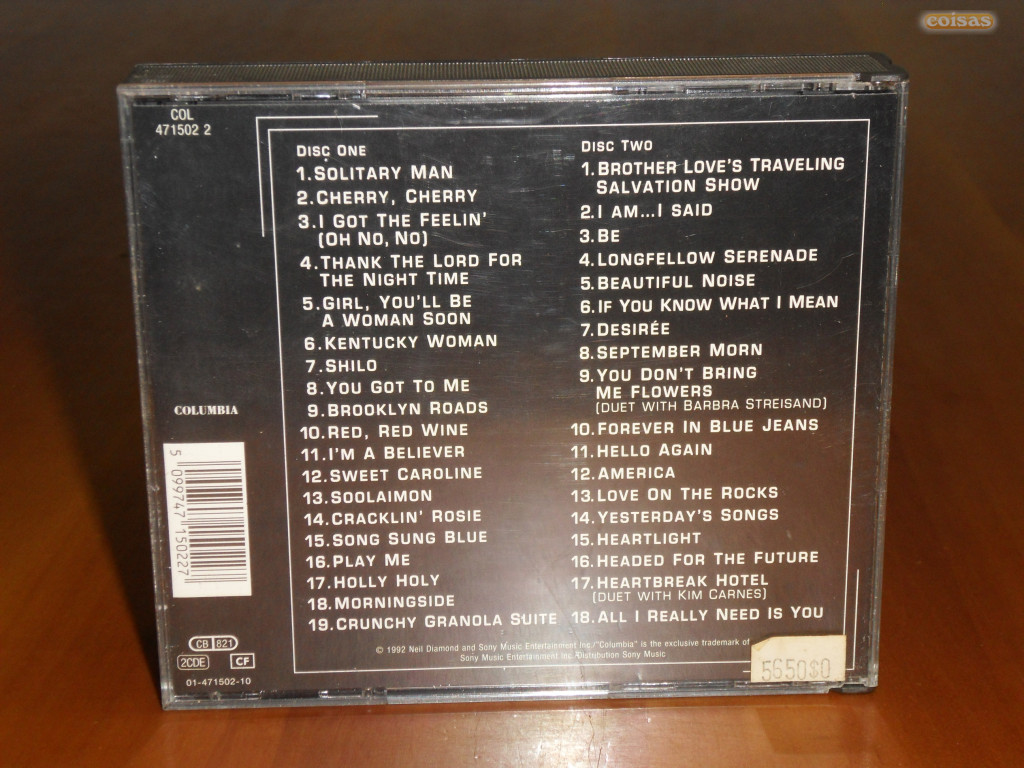 coisas
COL
471502 2
DISC ONE
1.SOLITARY MAN
2.CHERRY, CHERRY
3.I GOT THE FEELIN'
(OH NO, NO)
4.THANK THE LORD FOR
THE NIGHT TIME
5.GIRL, YOU'LL BE
A WOMAN SOON
6.KENTUCKY WOMAN
7.SHILO
8.YOU GOT TO ME
9.BROOKLYN ROADS
10.RED, RED WINE
11.I'M A BELIEVER
12.SWEET CAROLINE
13.SOOLAIMON
14.CRACKLIN' ROSIE
15.SONG SUNG BLUE
16.PLAY ME
17.HOLLY HOLY
18.MORNINGSIDE
19.CRUNCHY GRANOLA SUITE
DISC TWO
1.BROTHER LOVE'S TRAVELING
SALVATION SHOW
2.I AM...I SAID
3.BE
4.LONGFELLOW SERENADE
5.BEAUTIFUL NOISE
6.IF YOU KNOW WHAT I MEAN
7.DESIRÉE
8.SEPTEMBER MORN
9.YOU DON'T BRING
ME FLOWERS
(DUET WITH BARBRA STREISAND)
10.FOREVER IN BLUE JEANS
11.HELLO AGAIN
12.AMERICA
13.LOVE ON THE ROCKS
14.YESTERDAY'S SONGS
15.HEARTLIGHT
16.HEADED FOR THE FUTURE
17.HEARTBREAK HOTEL
(DUET WITH KIM CARNES)
18.ALL I REALLY NEED IS YOU
COLUMBIA
5 099747 150227
CB 821
2CDE CF
01-471502-10
© 1992 Neil Diamond and Sony Music Entertainment Inc./"Columbia" is the exclusive trademark of
Sony Music Entertainment Inc./Distribution Sony Music
5650$0